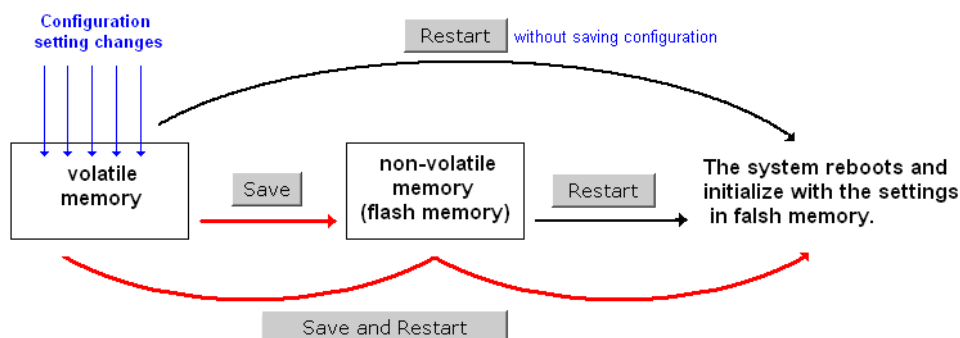 Configuration
setting changes
Restart without saving configuration
volatile
memory
Save
non-volatile
memory
(flash memory)
Restart
The system reboots and
initialize with the settings
in falsh memory.
Save and Restart